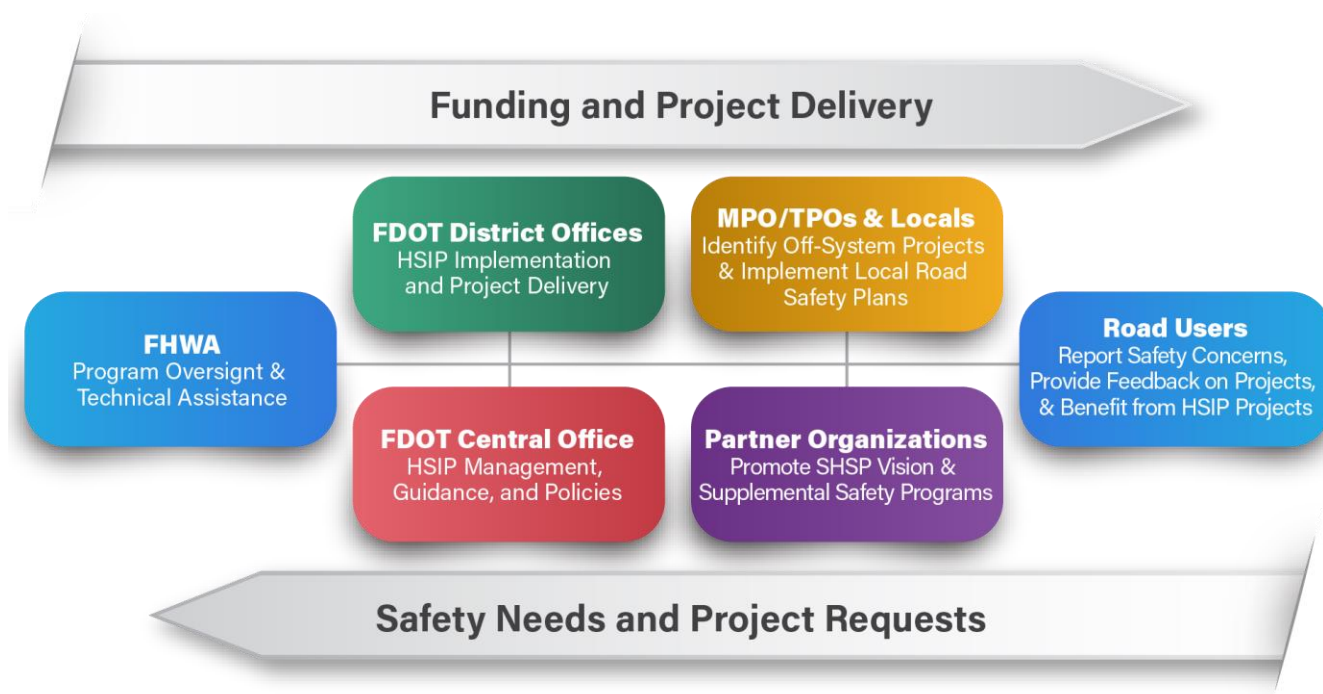 Funding and Project Delivery
FDOT District Offices
HSIP Implementation
and Project Delivery
MPO/TPOs & Locals
Identify Off-System Projects
& Implement Local Road
Safety Plans
FHWA
Program Oversignt &
Technical Assistance
Road Users
Report Safety Concerns,
Provide Feedback on Projects,
& Benefit from HSIP Projects
FDOT Central Office
HSIP Management,
Guidance, and Policies
Partner Organizations
Promote SHSP Vision &
Supplemental Safety Programs
Safety Needs and Project Requests